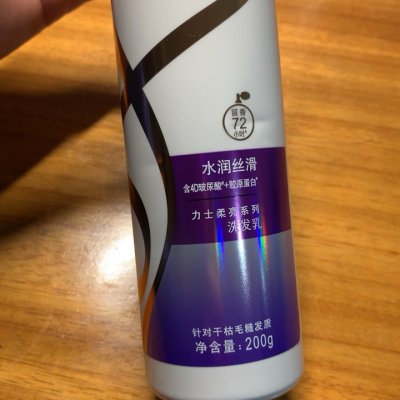 留香
72
小时+
水润丝滑
含4D玻尿酸#+胶原蛋白*
力士柔亮系列
洗发乳
针对干枯毛糙发质
净含量：200g